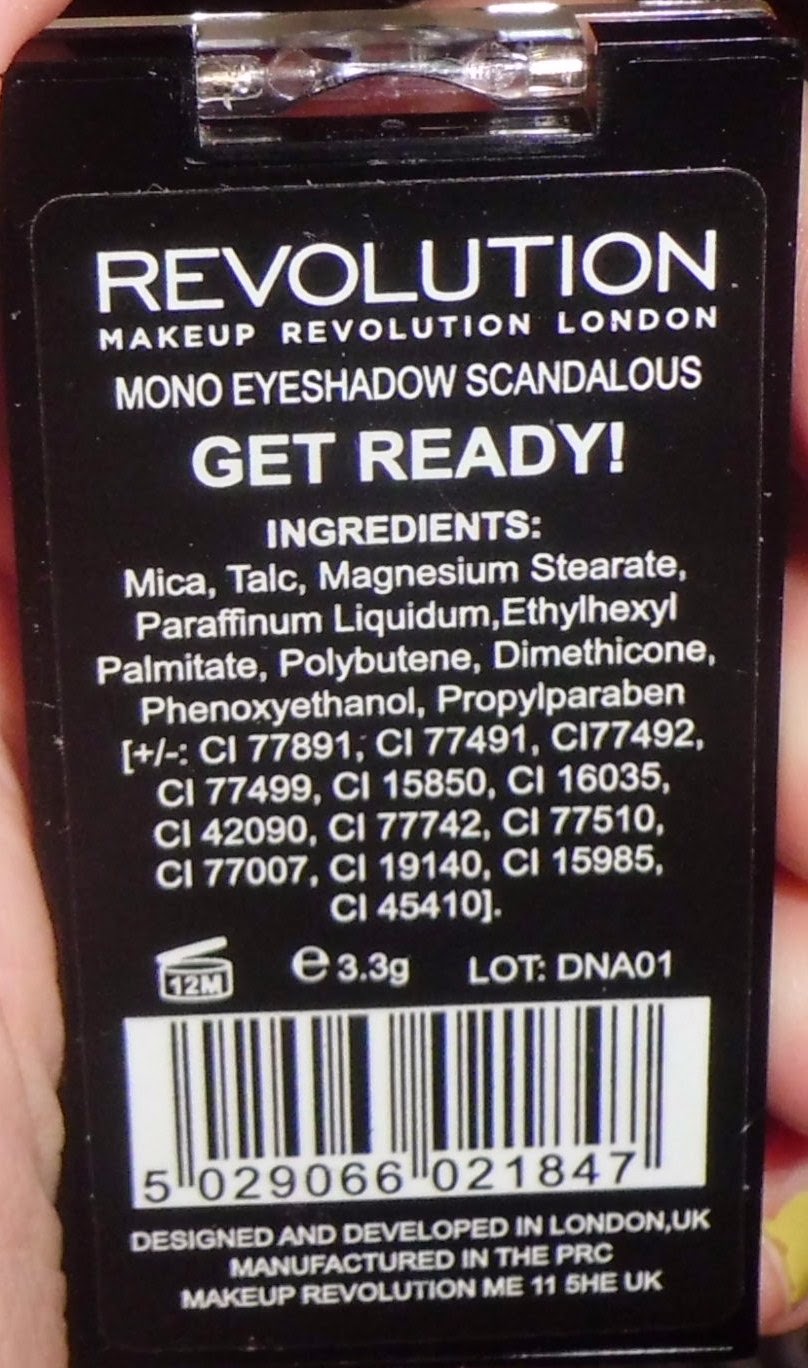 REVOLUTION
MAKEUP REVOLUTION LONDON
MONO EYESHADOW SCANDALOUS
GET READY!
INGREDIENTS:
Mica, Talc, Magnesium Stearate,
Paraffinum Liquidum,Ethylhexyl
Palmitate, Polybutene, Dimethicone,
Phenoxyethanol, Propylparaben
[+/-: CI 77891, CI 77491, CI77492,
CI 77499, CI 15850, CI 16035,
CI 42090, CI 77742, CI 77510,
CI 77007, CI 19140, CI 15985,
CI 45410].
12M e 3.3g LOT: DNA01
5 029066 021847
DESIGNED AND DEVELOPED IN LONDON,UK
MANUFACTURED IN THE PRC
MAKEUP REVOLUTION ME 11 5HE UK